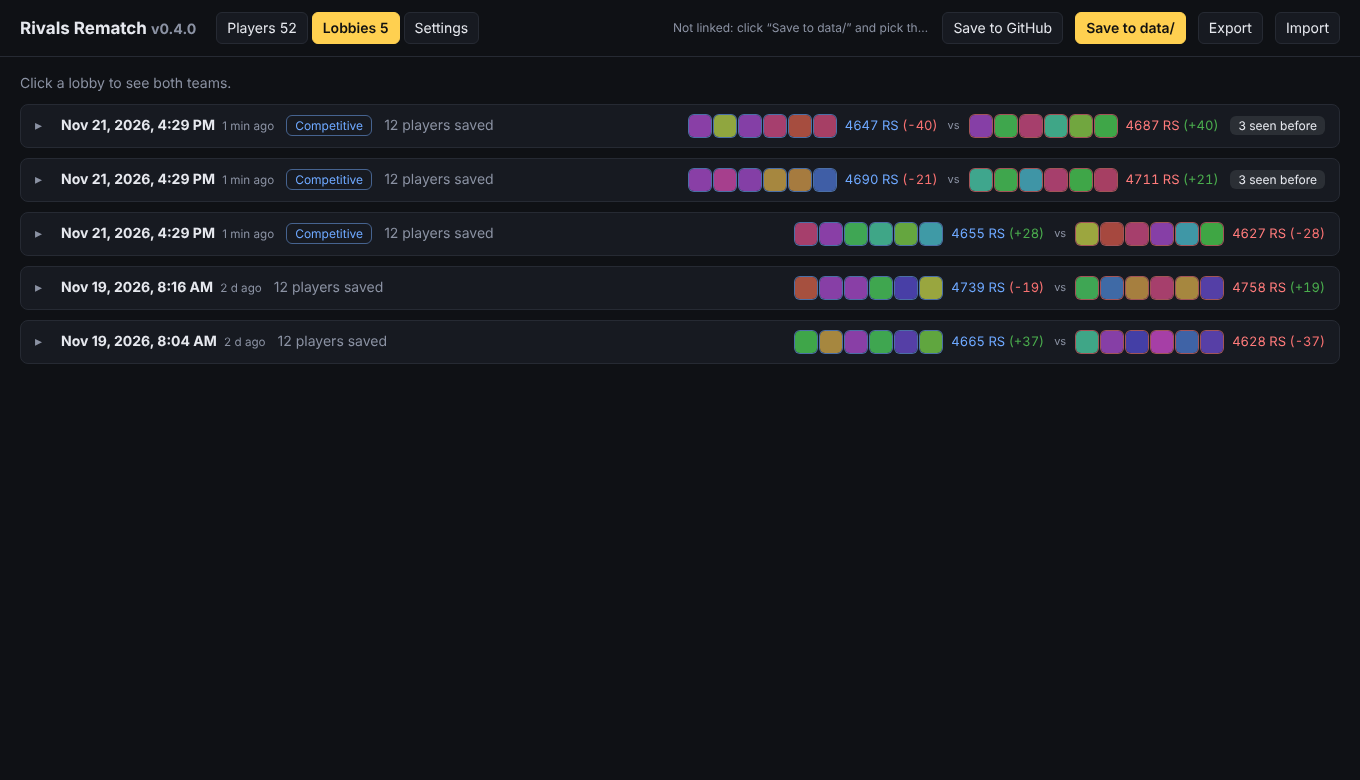 Rivals Rematch v0.4.0 Players 52 Lobbies 5 Settings Not linked: click “Save to data/” and pick th... Save to GitHub Save to data/ Export Import
Click a lobby to see both teams.
▸ Nov 21, 2026, 4:29 PM 1 min ago Competitive 12 players saved 4647 RS (-40) vs 4687 RS (+40) 3 seen before
▸ Nov 21, 2026, 4:29 PM 1 min ago Competitive 12 players saved 4690 RS (-21) vs 4711 RS (+21) 3 seen before
▸ Nov 21, 2026, 4:29 PM 1 min ago Competitive 12 players saved 4655 RS (+28) vs 4627 RS (-28)
▸ Nov 19, 2026, 8:16 AM 2 d ago 12 players saved 4739 RS (-19) vs 4758 RS (+19)
▸ Nov 19, 2026, 8:04 AM 2 d ago 12 players saved 4665 RS (+37) vs 4628 RS (-37)